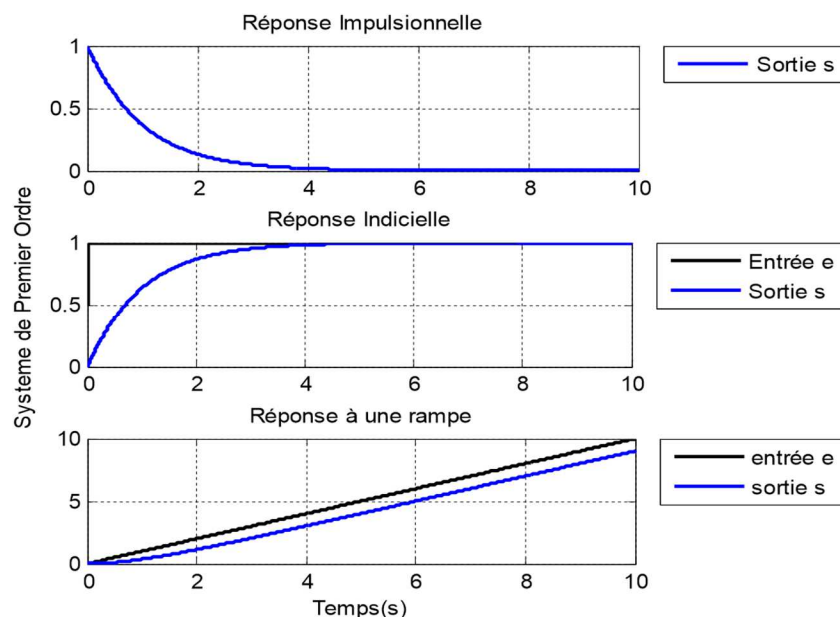 Réponse Impulsionnelle
1
0.5
0
0 2 4 6 8 10
Sortie s
Systeme de Premier Ordre
Réponse Indicielle
1
0.5
0
0 2 4 6 8 10
Entrée e
Sortie s
Réponse à une rampe
10
5
0
0 2 4 6 8 10
Temps(s)
entrée e
sortie s